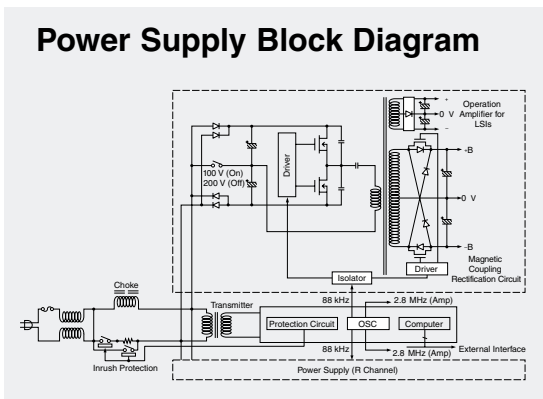 Power Supply Block Diagram
+
0 V
−
Operation
Amplifier for
LSIs
Driver
100 V (On)
200 V (Off)
+B
0 V
−B
Magnetic
Coupling
Rectification Circuit
Driver
Isolator
Choke
Transmitter
88 kHz
2.8 MHz (Amp)
Protection Circuit
OSC
Computer
88 kHz
2.8 MHz (Amp)
External Interface
Inrush Protection
Power Supply (R Channel)